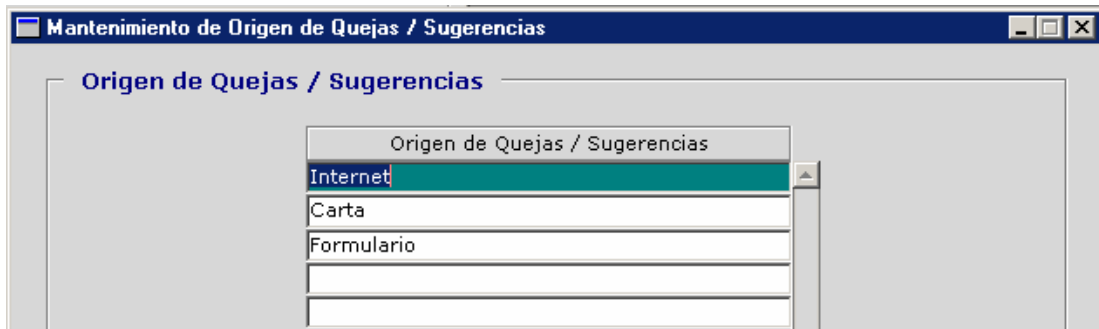 Mantenimiento de Origen de Quejas / Sugerencias
Origen de Quejas / Sugerencias
Origen de Quejas / Sugerencias
Internet
Carta
Formulario